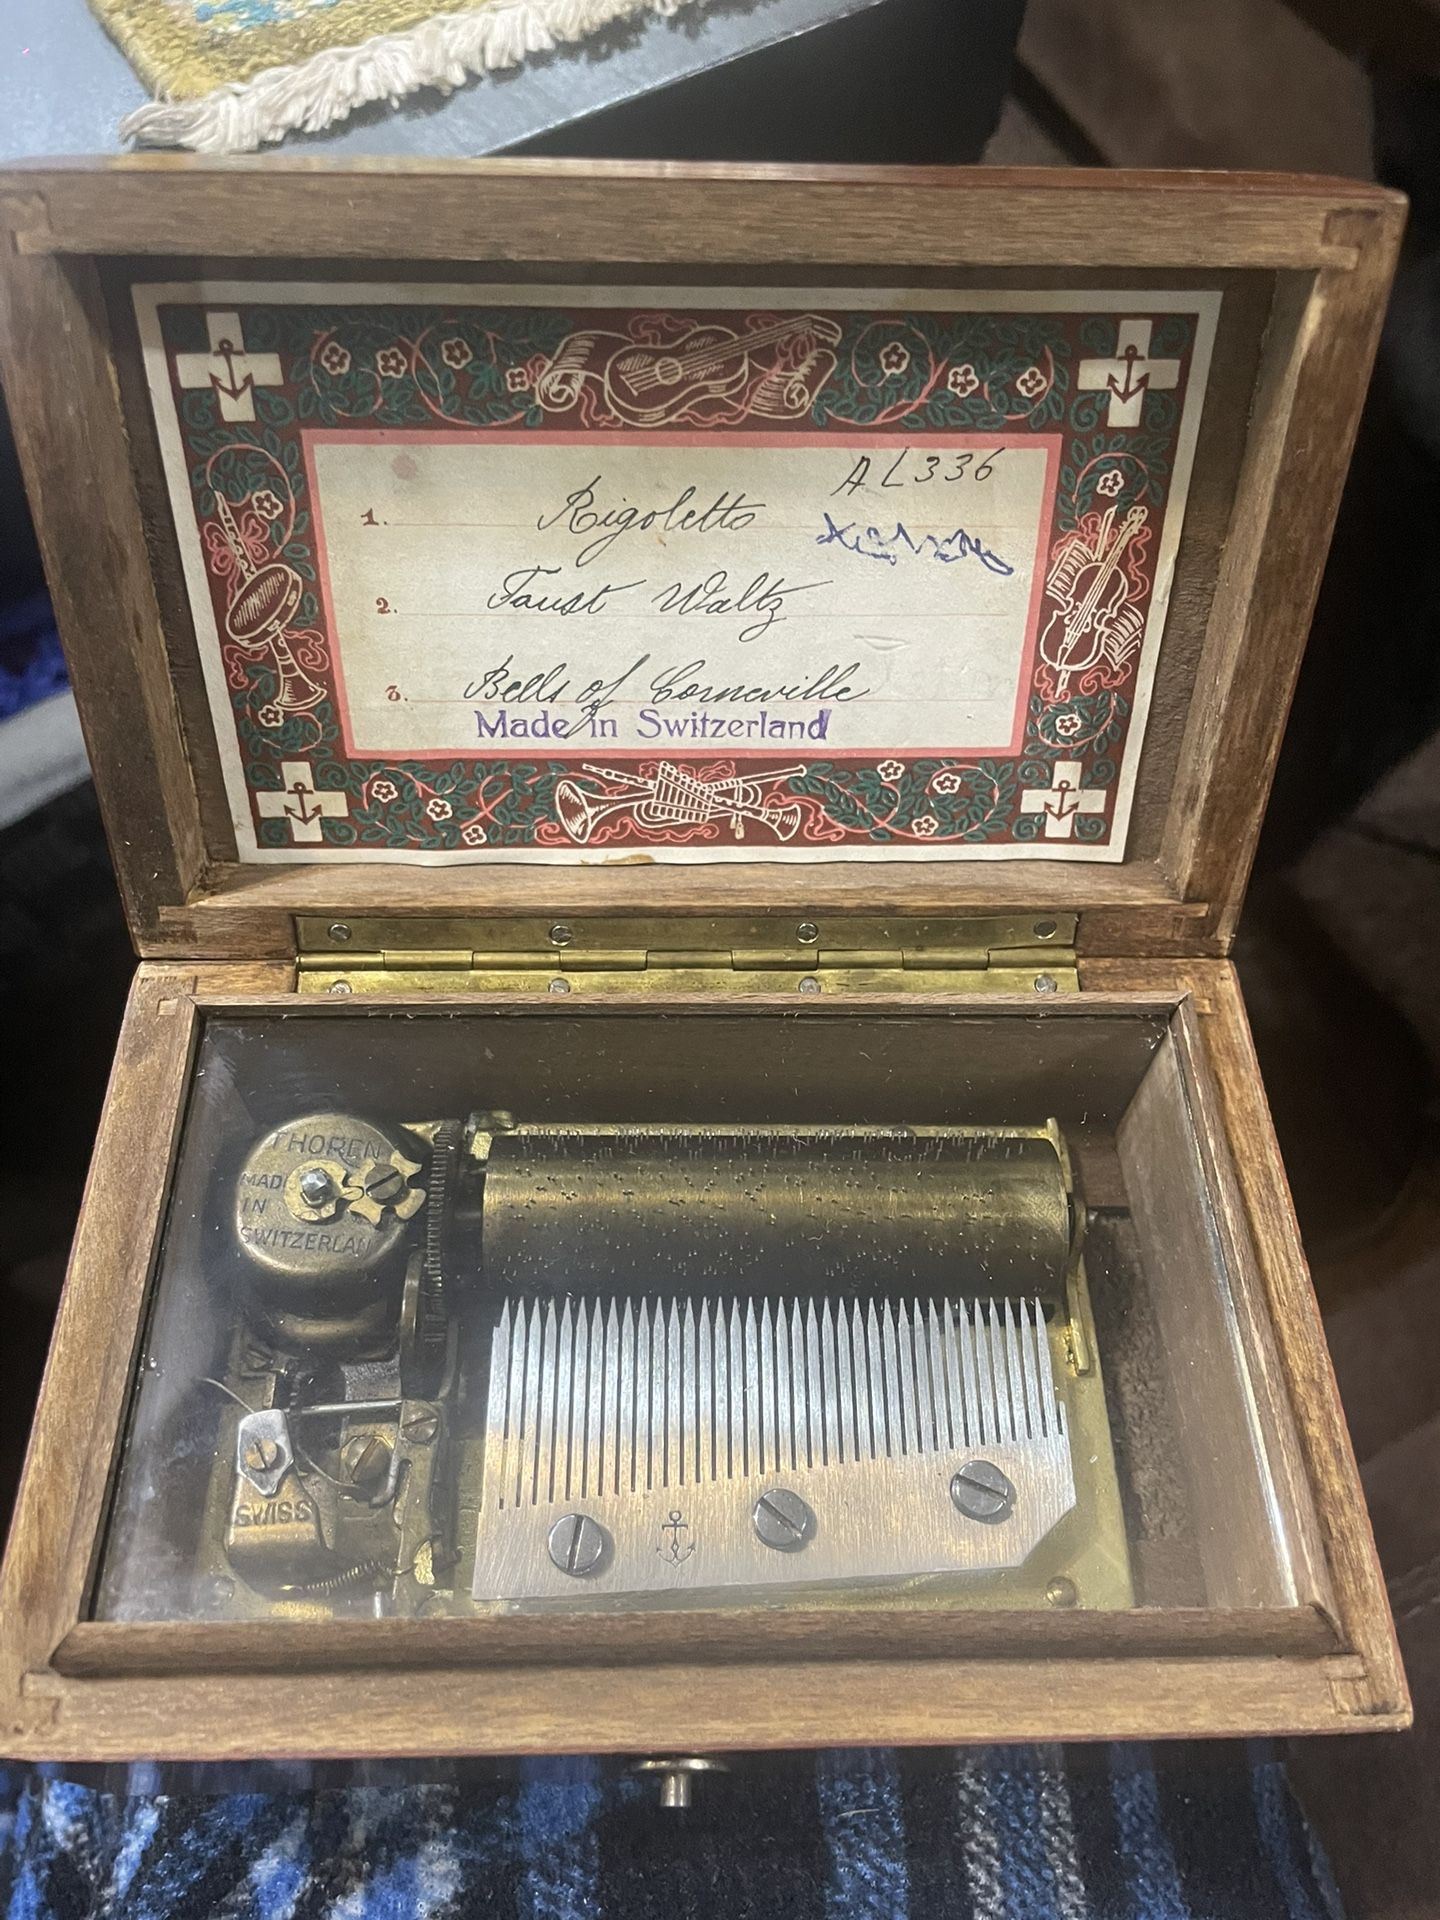 AL336
1. Rigoletto
2. Faust Waltz
3. Bells of Corneville
Made in Switzerland
THOREN
MADE
IN
SWITZERLAN
SWISS